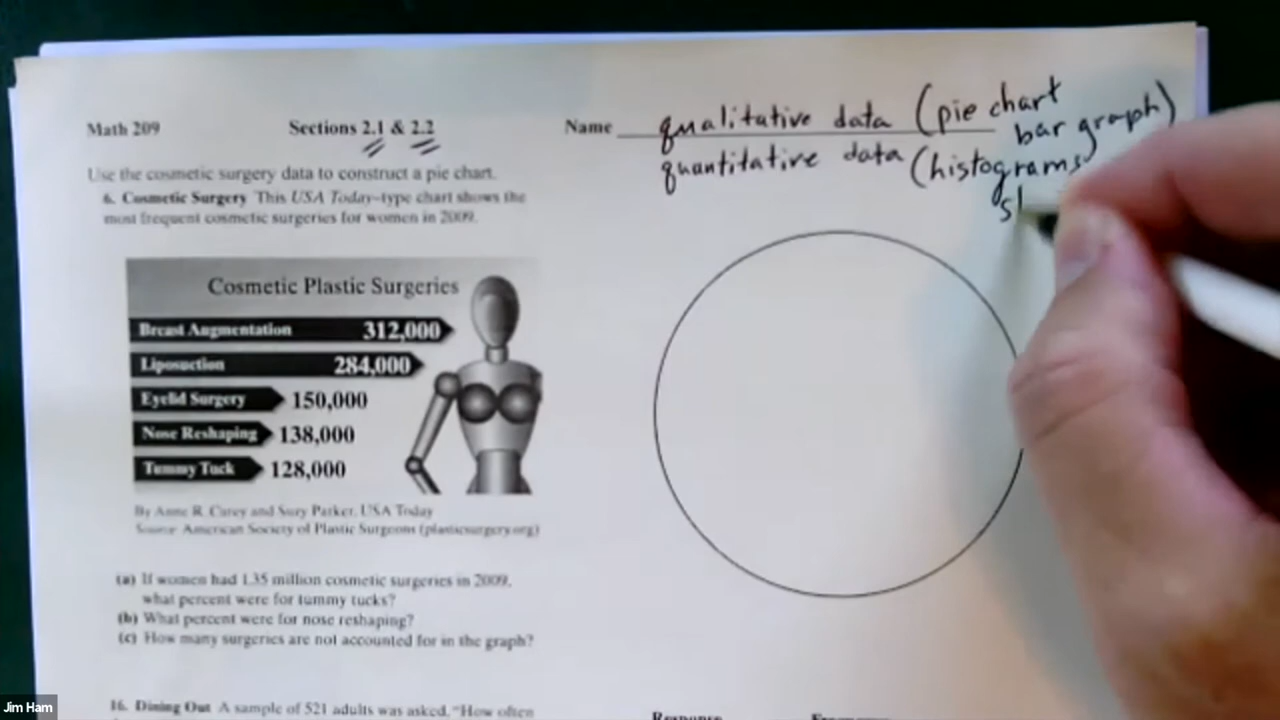 Math 209 Sections 2.1 & 2.2 Name qualitative data (pie chart
bar graph)
quantitative data (histograms
Use the cosmetic surgery data to construct a pie chart.
6. Cosmetic Surgery This USA Today–type chart shows the
most frequent cosmetic surgeries for women in 2009.
Cosmetic Plastic Surgeries
Breast Augmentation 312,000
Liposuction 284,000
Eyelid Surgery 150,000
Nose Reshaping 138,000
Tummy Tuck 128,000
By Anne R. Carey and Suzy Parker, USA Today
Source: American Society of Plastic Surgeons (plasticsurgery.org)
(a) If women had 1.35 million cosmetic surgeries in 2009,
what percent were for tummy tucks?
(b) What percent were for nose reshaping?
(c) How many surgeries are not accounted for in the graph?
16. Dining Out A sample of 521 adults was asked, "How often
Response
Jim Ham